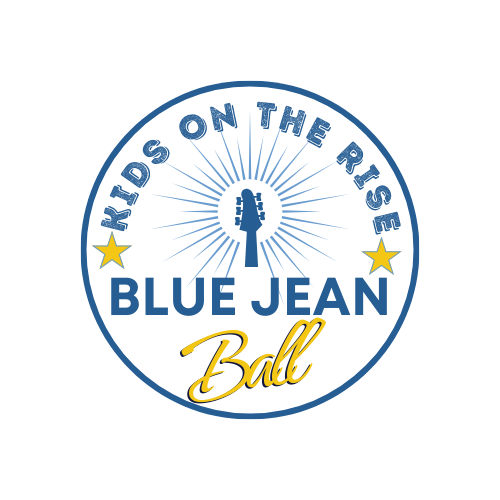 KIDS ON THE RISE
BLUE JEAN
Ball